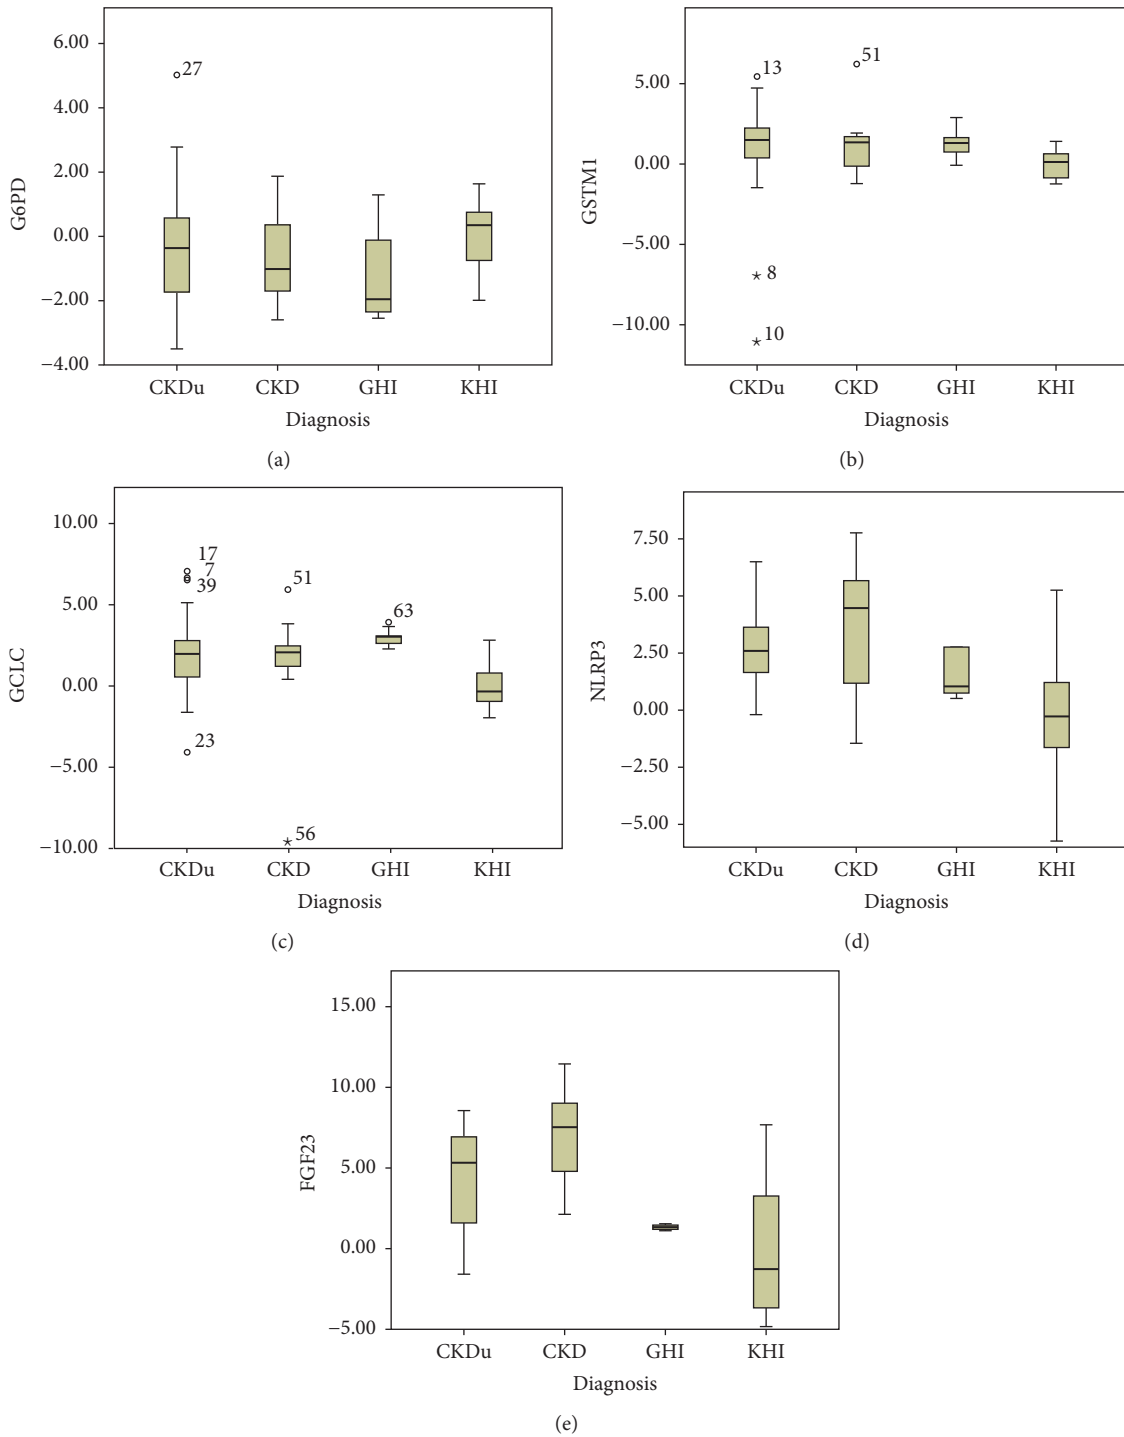 6.00
4.00
2.00
0.00
−2.00
−4.00
G6PD
27
CKDu CKD GHI KHI
Diagnosis
(a)
5.00
0.00
−5.00
−10.00
GSTM1
13
51
8
10
CKDu CKD GHI KHI
Diagnosis
(b)
10.00
5.00
0.00
−5.00
−10.00
GCLC
17
7
39
51
63
23
56
CKDu CKD GHI KHI
Diagnosis
(c)
7.50
5.00
2.50
0.00
−2.50
−5.00
NLRP3
CKDu CKD GHI KHI
Diagnosis
(d)
15.00
10.00
5.00
0.00
−5.00
FGF23
CKDu CKD GHI KHI
Diagnosis
(e)